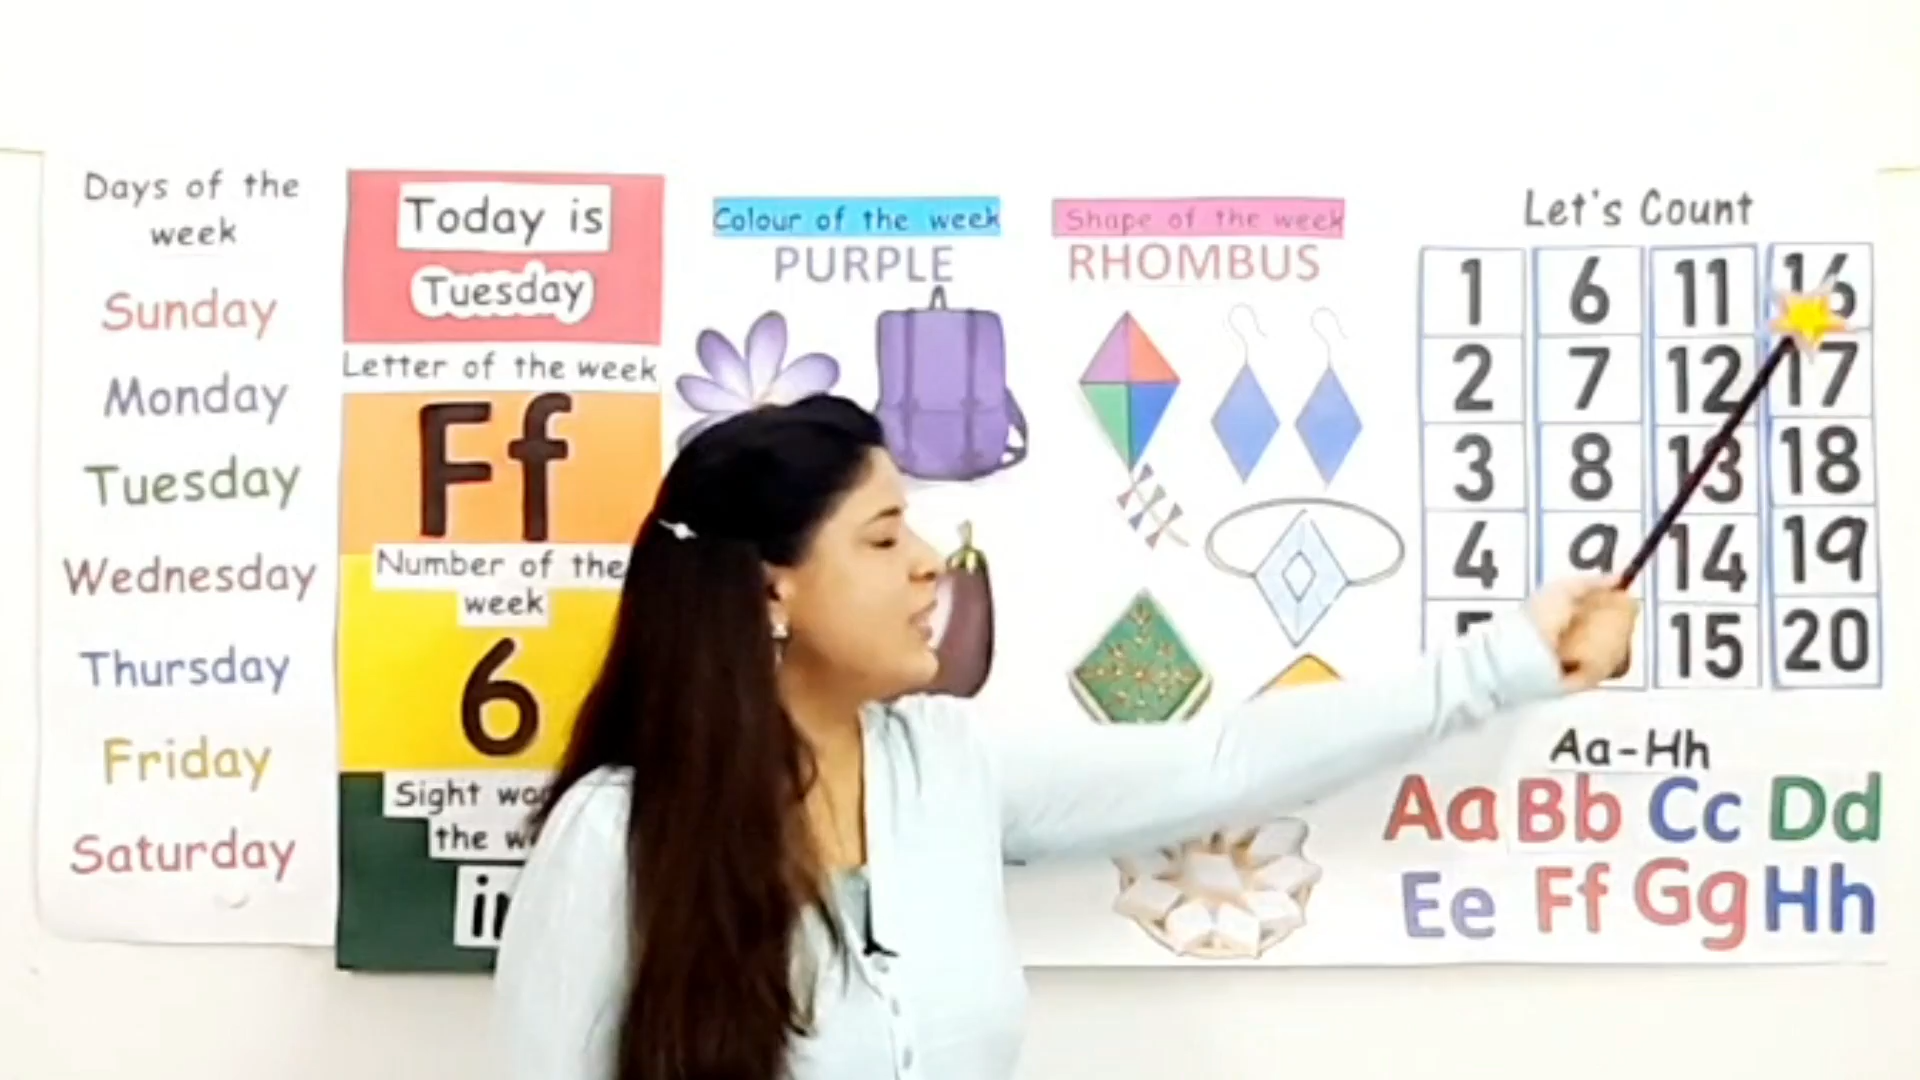 Days of the
week
Sunday
Monday
Tuesday
Wednesday
Thursday
Friday
Saturday
Today is
Tuesday
Letter of the week
Ff
Number of the
week
6
Sight
the
Colour of the week
PURPLE
Shape of the week
RHOMBUS
Let's Count
1 6 11 16
2 7 12 17
3 8 13 18
4 9 14 19
15 20
Aa-Hh
Aa Bb Cc Dd
Ee Ff Gg Hh